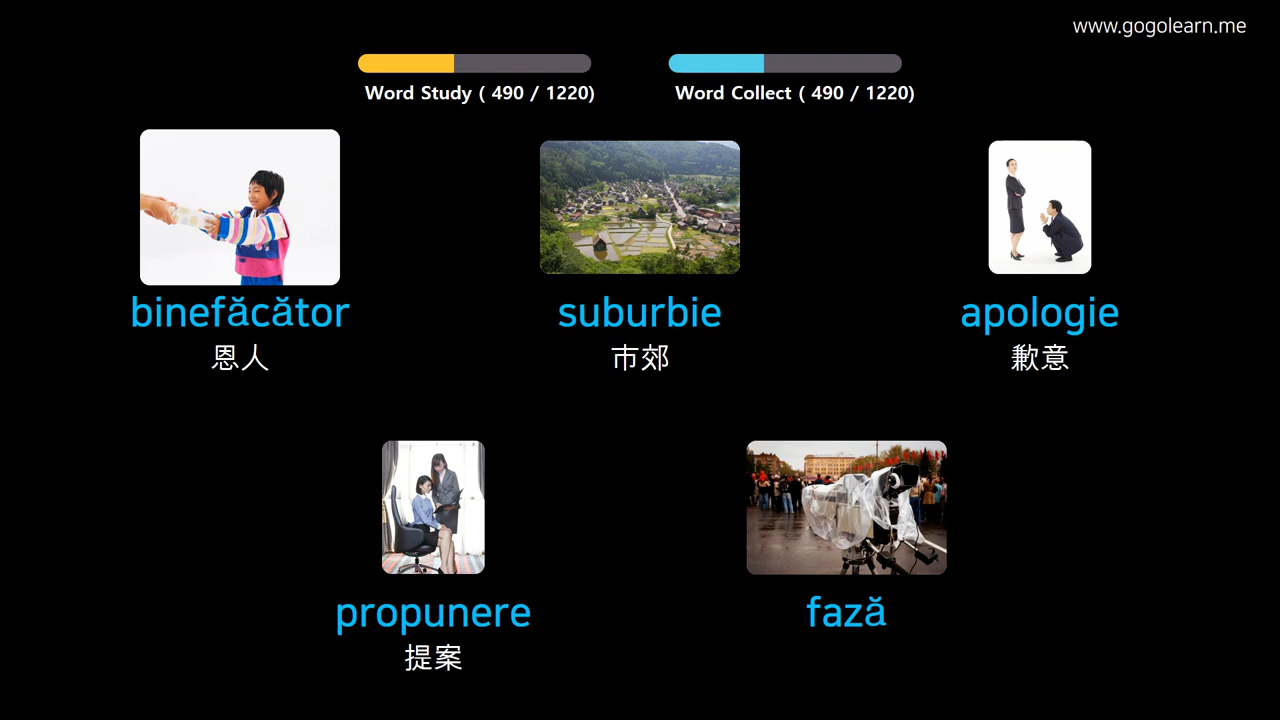 www.gogolearn.me
Word Study ( 490 / 1220)
Word Collect ( 490 / 1220)
binefăcător
恩人
suburbie
市郊
apologie
歉意
propunere
提案
fază